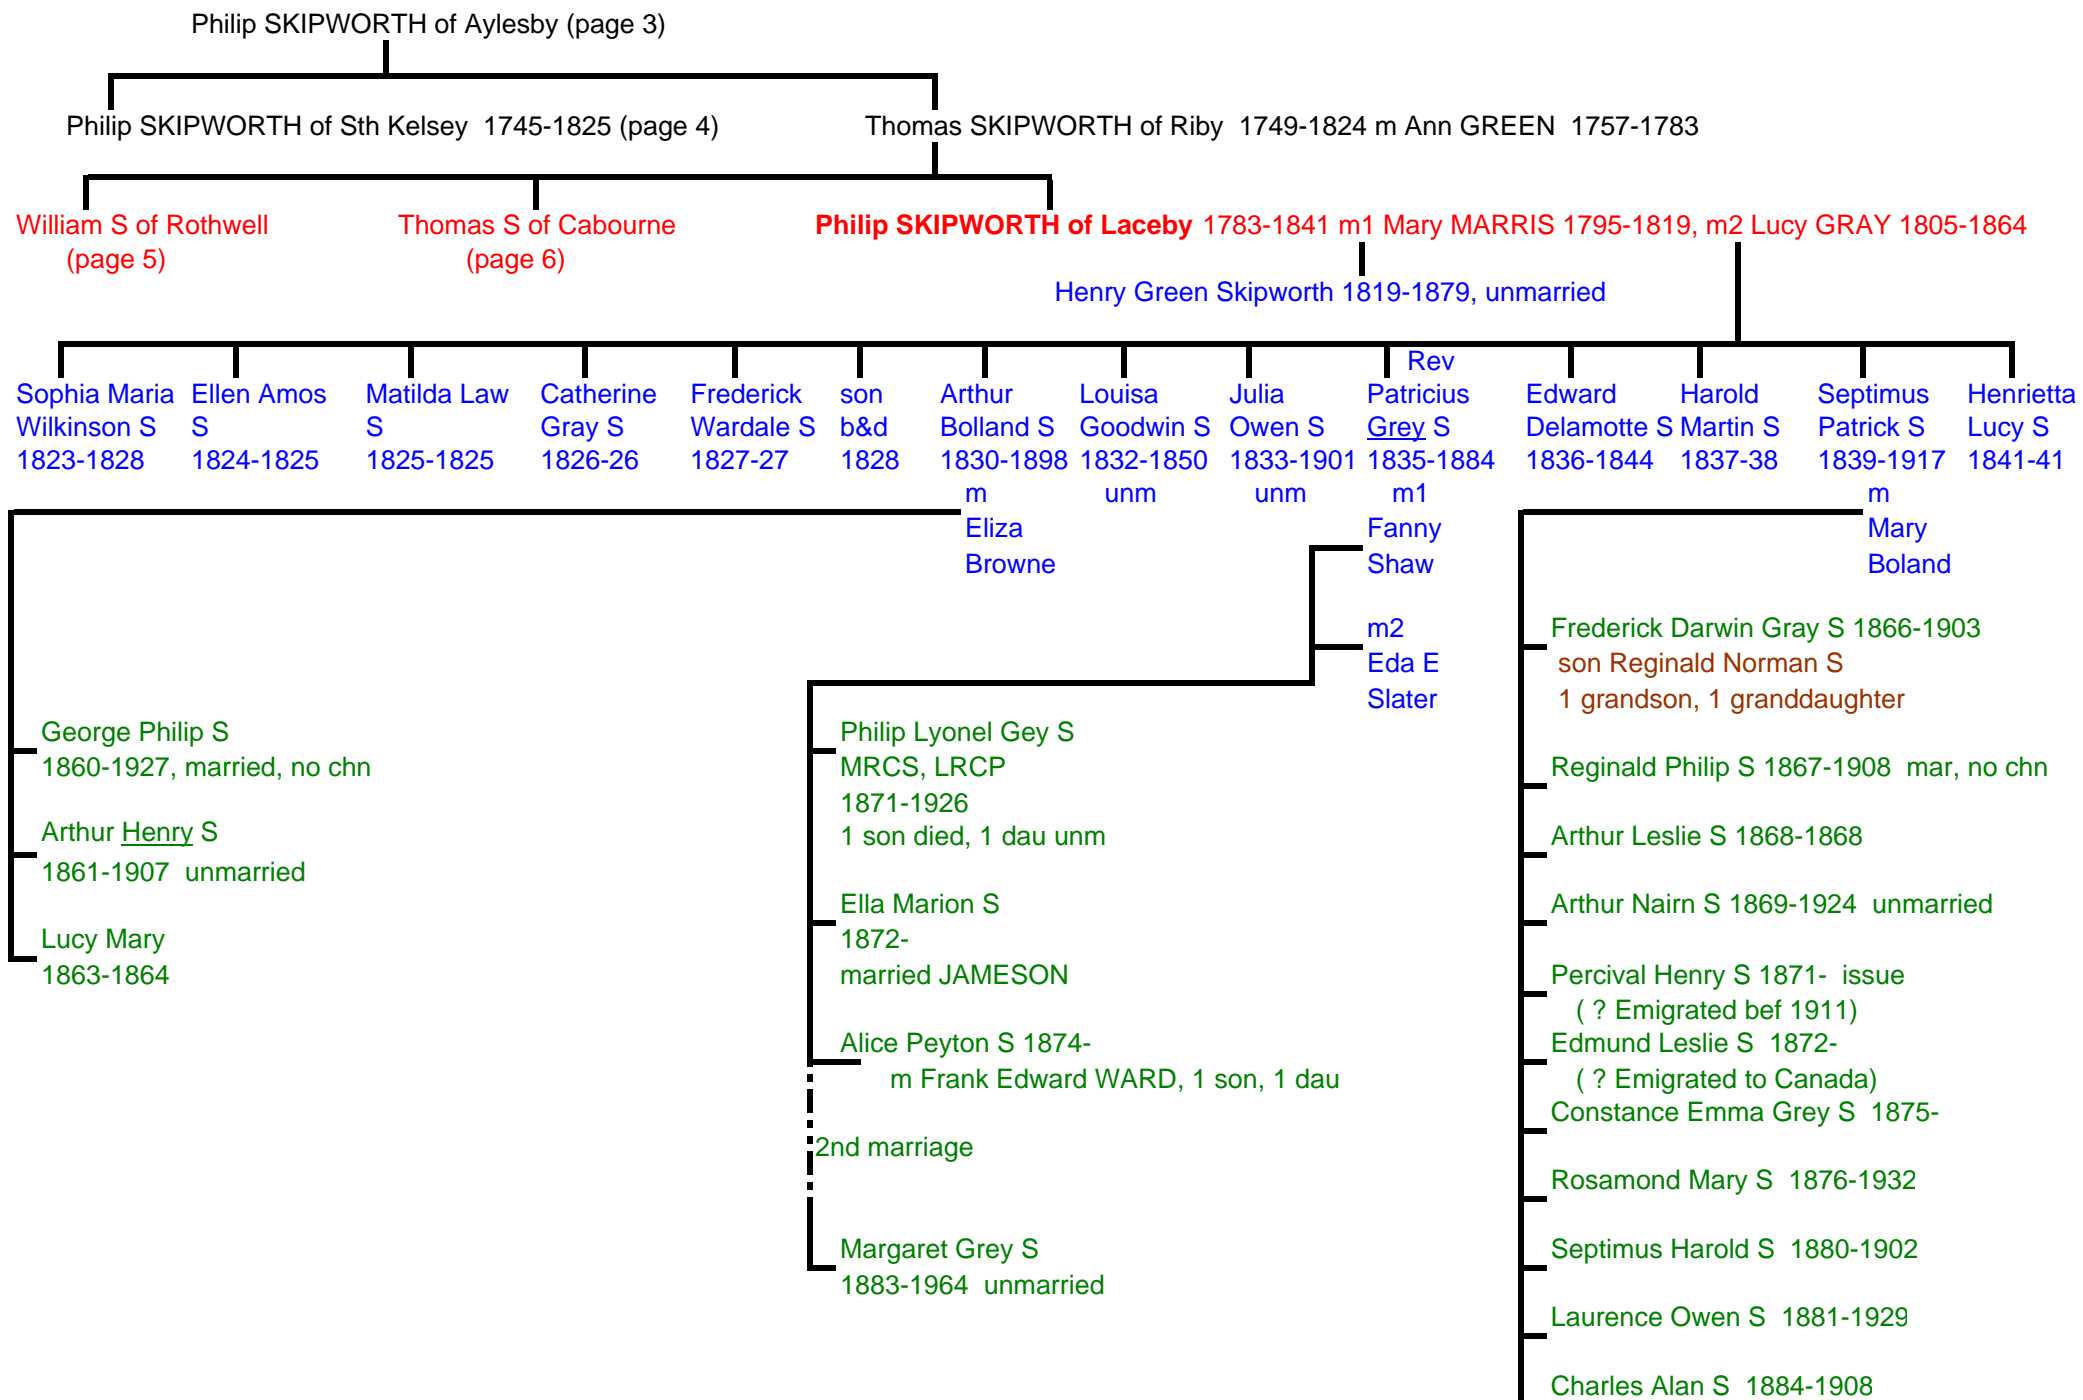 Philip SKIPWORTH of Aylesby (page 3)
Philip SKIPWORTH of Sth Kelsey 1745-1825 (page 4)
Thomas SKIPWORTH of Riby 1749-1824 m Ann GREEN 1757-1783
William S of Rothwell
(page 5)
Thomas S of Cabourne
(page 6)
Philip SKIPWORTH of Laceby 1783-1841 m1 Mary MARRIS 1795-1819, m2 Lucy GRAY 1805-1864
Henry Green Skipworth 1819-1879, unmarried
Sophia Maria
Wilkinson S
1823-1828
Ellen Amos
S
1824-1825
Matilda Law
S
1825-1825
Catherine
Gray S
1826-26
Frederick
Wardale S
1827-27
son
b&d
1828
Arthur
Bolland S
1830-1898
m
Eliza
Browne
Louisa
Goodwin S
1832-1850
unm
Julia
Owen S
1833-1901
unm
Rev
Patricius
Grey S
1835-1884
m1
Fanny
Shaw
m2
Eda E
Slater
Edward
Delamotte S
1836-1844
Harold
Martin S
1837-38
Septimus
Patrick S
1839-1917
m
Mary
Boland
Henrietta
Lucy S
1841-41
George Philip S
1860-1927, married, no chn
Arthur Henry S
1861-1907 unmarried
Lucy Mary
1863-1864
Philip Lyonel Gey S
MRCS, LRCP
1871-1926
1 son died, 1 dau unm
Ella Marion S
1872-
married JAMESON
Alice Peyton S 1874-
m Frank Edward WARD, 1 son, 1 dau
2nd marriage
Margaret Grey S
1883-1964 unmarried
Frederick Darwin Gray S 1866-1903
son Reginald Norman S
1 grandson, 1 granddaughter
Reginald Philip S 1867-1908 mar, no chn
Arthur Leslie S 1868-1868
Arthur Nairn S 1869-1924 unmarried
Percival Henry S 1871- issue
( ? Emigrated bef 1911)
Edmund Leslie S 1872-
( ? Emigrated to Canada)
Constance Emma Grey S 1875-
Rosamond Mary S 1876-1932
Septimus Harold S 1880-1902
Laurence Owen S 1881-1929
Charles Alan S 1884-1908